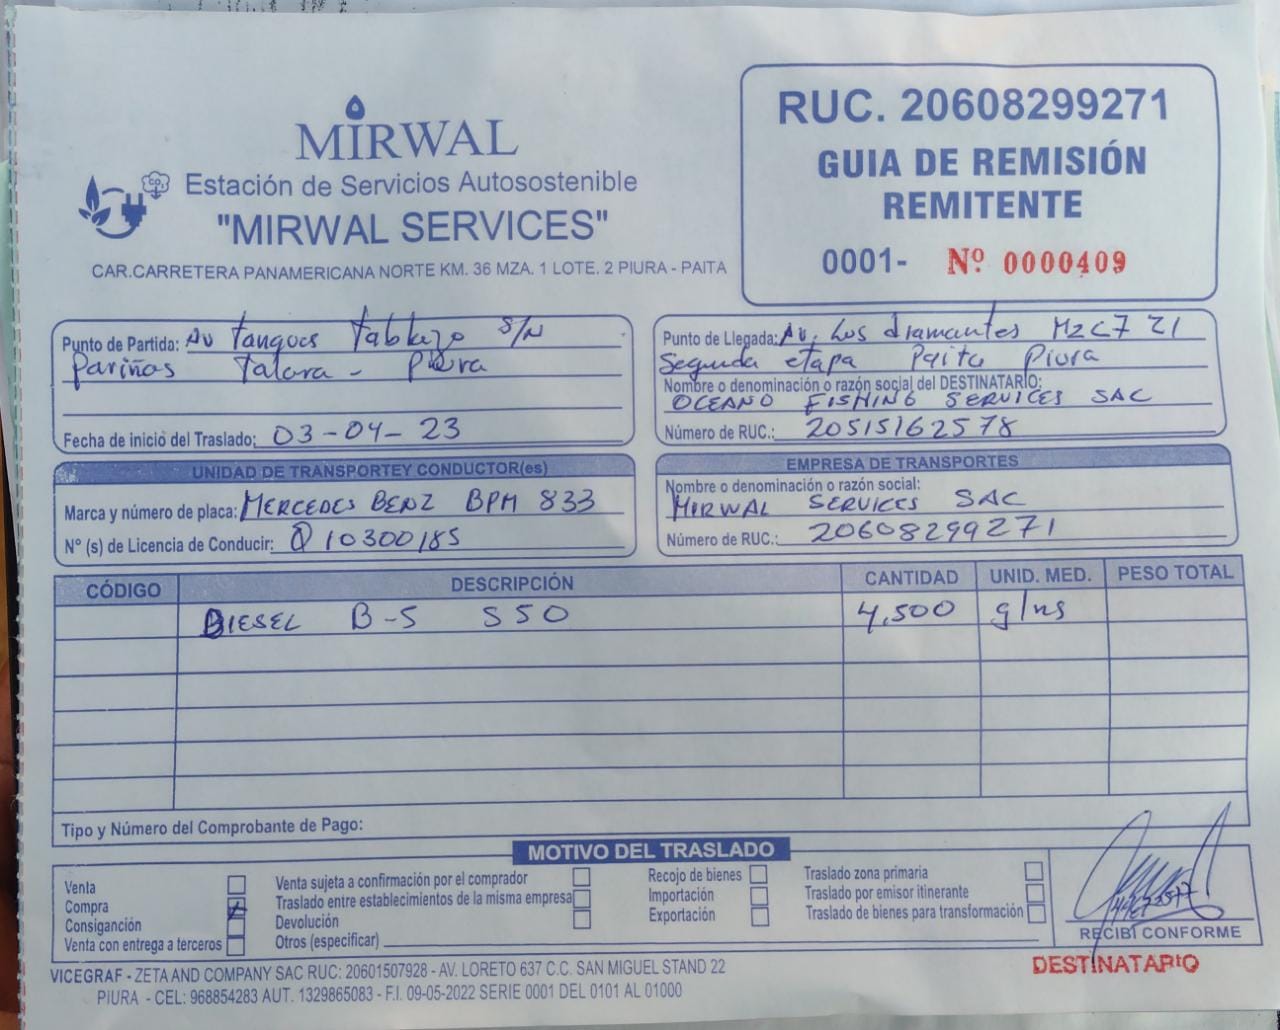 MIRWAL
Estación de Servicios Autosostenible
"MIRWAL SERVICES"
CAR.CARRETERA PANAMERICANA NORTE KM. 36 MZA. 1 LOTE. 2 PIURA - PAITA
RUC. 20608299271
GUIA DE REMISIÓN
REMITENTE
0001- Nº 0000409
Punto de Partida: Av Tanques Tablazo S/N
Pariñas Talara - Piura
Fecha de inicio del Traslado: 03-04-23
Punto de Llegada: Av. Los diamantes MzC7 Z1
Segunda etapa Paita Piura
Nombre o denominación o razón social del DESTINATARIO:
OCEANO FISHING SERVICES SAC
Número de RUC.: 20515162578
UNIDAD DE TRANSPORTEY CONDUCTOR(es)
Marca y número de placa: MERCEDES BENZ BPM 833
N° (s) de Licencia de Conducir: Q10300185
EMPRESA DE TRANSPORTES
Nombre o denominación o razón social:
MIRWAL SERVICES SAC
Número de RUC.: 20608299271
CÓDIGO DESCRIPCIÓN CANTIDAD UNID. MED. PESO TOTAL
DIESEL B-5 S50 4,500 glns
Tipo y Número del Comprobante de Pago:
MOTIVO DEL TRASLADO
Venta
Compra
Consiganción
Venta con entrega a terceros
Venta sujeta a confirmación por el comprador
Traslado entre establecimientos de la misma empresa
Devolución
Otros (especificar)
Recojo de bienes
Importación
Exportación
Traslado zona primaria
Traslado por emisor itinerante
Traslado de bienes para transformación
RECIBÍ CONFORME
DESTINATARIO
VICEGRAF - ZETA AND COMPANY SAC RUC: 20601507928 - AV. LORETO 637 C.C. SAN MIGUEL STAND 22
PIURA - CEL: 968854283 AUT. 1329865083 - F.I. 09-05-2022 SERIE 0001 DEL 0101 AL 01000